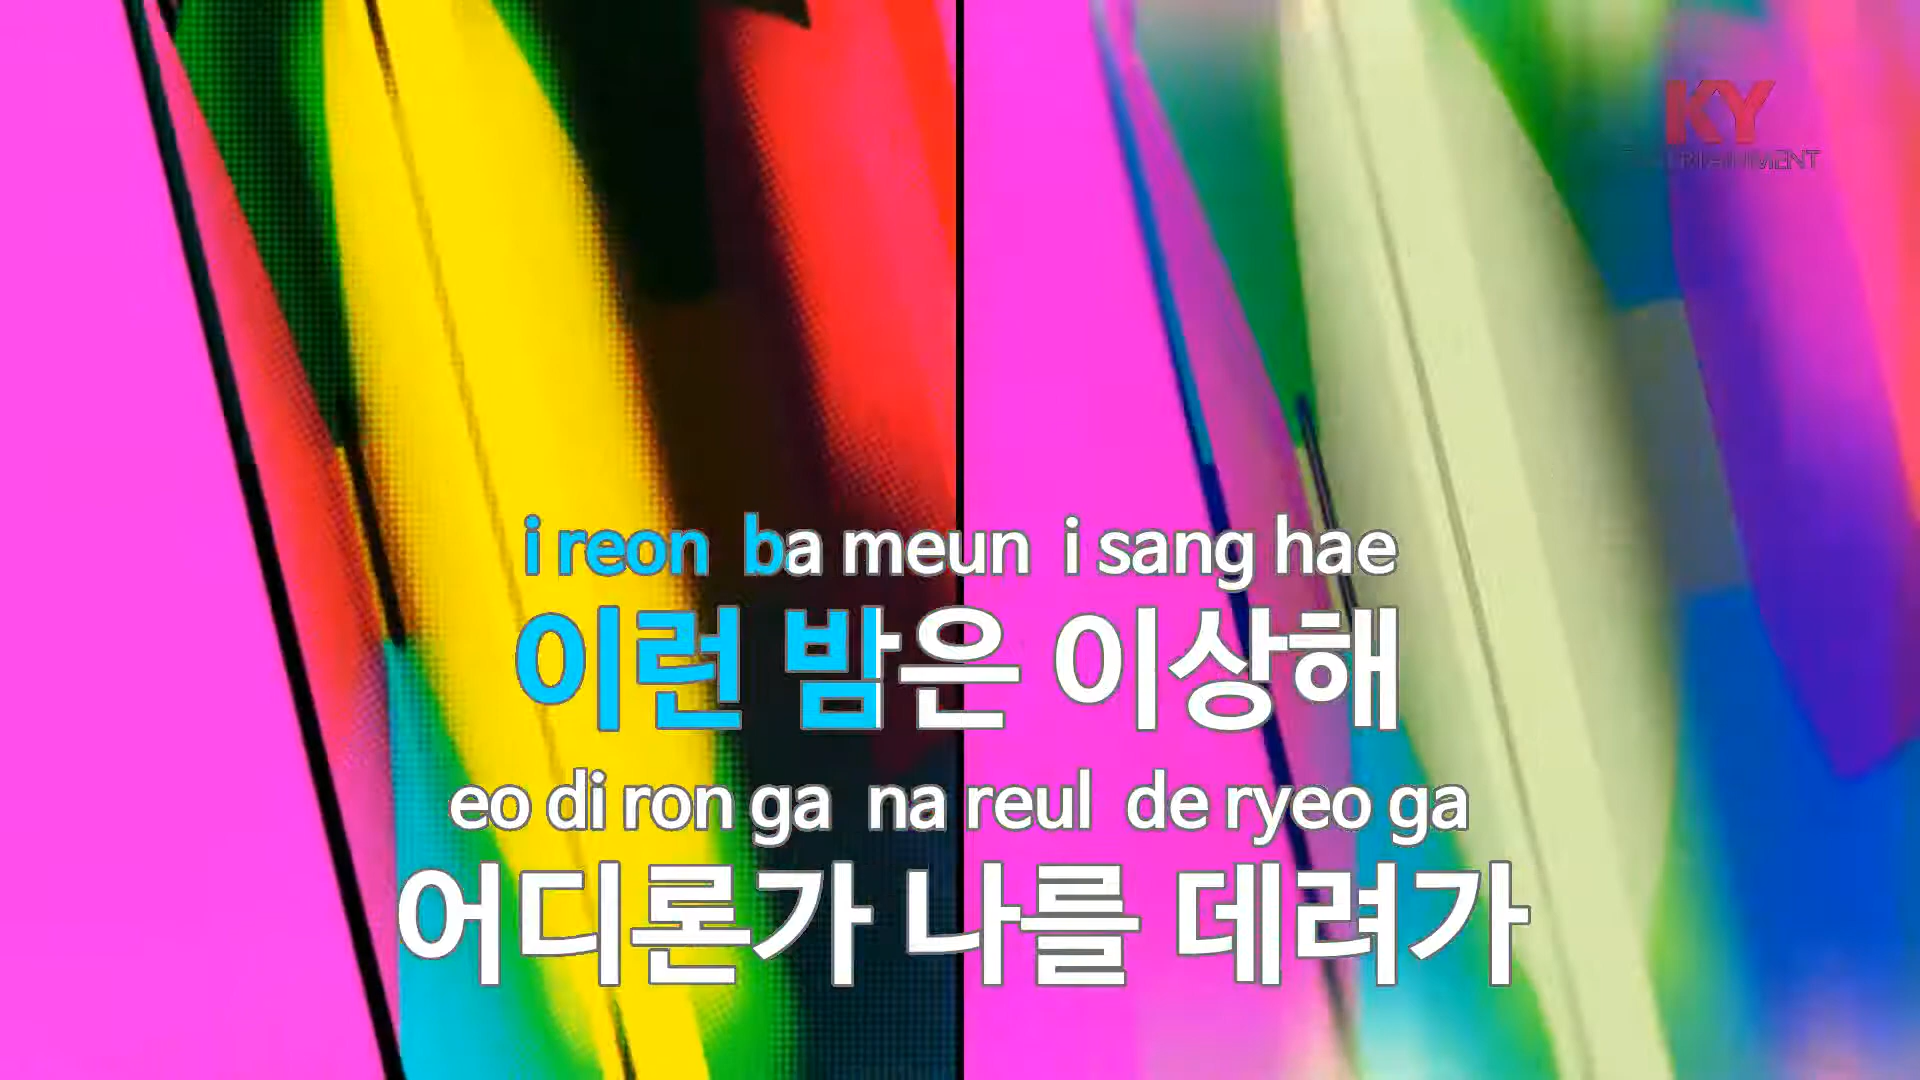 KY
ENTERTAINMENT
i reon ba meun i sang hae
이런 밤은 이상해
eo di ron ga na reul de ryeo ga
어디론가 나를 데려가